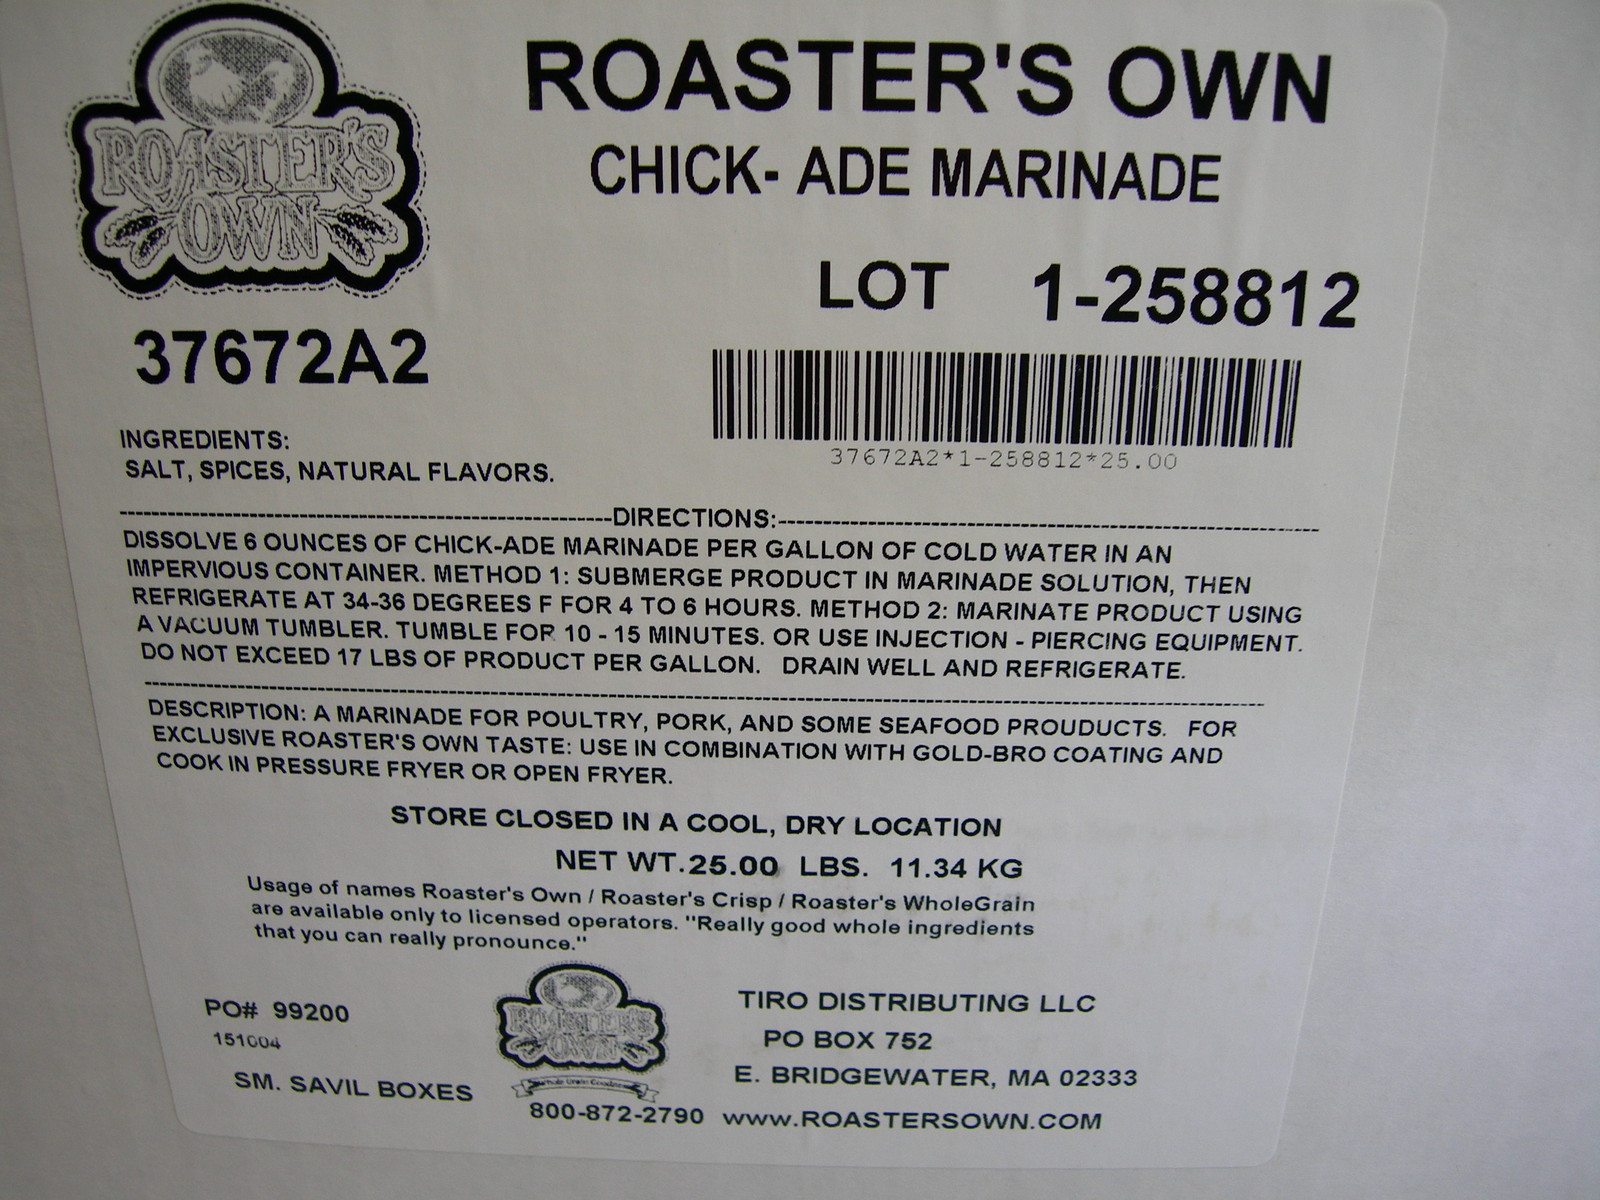 ROASTER'S OWN
ROASTER'S
OWN
CHICK- ADE MARINADE
LOT 1-258812
37672A2
37672A2*1-258812*25.00
INGREDIENTS:
SALT, SPICES, NATURAL FLAVORS.
DIRECTIONS:
DISSOLVE 6 OUNCES OF CHICK-ADE MARINADE PER GALLON OF COLD WATER IN AN
IMPERVIOUS CONTAINER. METHOD 1: SUBMERGE PRODUCT IN MARINADE SOLUTION, THEN
REFRIGERATE AT 34-36 DEGREES F FOR 4 TO 6 HOURS. METHOD 2: MARINATE PRODUCT USING
A VACUUM TUMBLER. TUMBLE FOR 10 - 15 MINUTES. OR USE INJECTION - PIERCING EQUIPMENT.
DO NOT EXCEED 17 LBS OF PRODUCT PER GALLON. DRAIN WELL AND REFRIGERATE.
DESCRIPTION: A MARINADE FOR POULTRY, PORK, AND SOME SEAFOOD PROUDUCTS. FOR
EXCLUSIVE ROASTER'S OWN TASTE: USE IN COMBINATION WITH GOLD-BRO COATING AND
COOK IN PRESSURE FRYER OR OPEN FRYER.
STORE CLOSED IN A COOL, DRY LOCATION
NET WT.25.00 LBS. 11.34 KG
Usage of names Roaster's Own / Roaster's Crisp / Roaster's WholeGrain
are available only to licensed operators. "Really good whole ingredients
that you can really pronounce."
PO# 99200
151004
SM. SAVIL BOXES
ROASTER'S
OWN
Whole Grain Goodness
800-872-2790
TIRO DISTRIBUTING LLC
PO BOX 752
E. BRIDGEWATER, MA 02333
www.ROASTERSOWN.COM